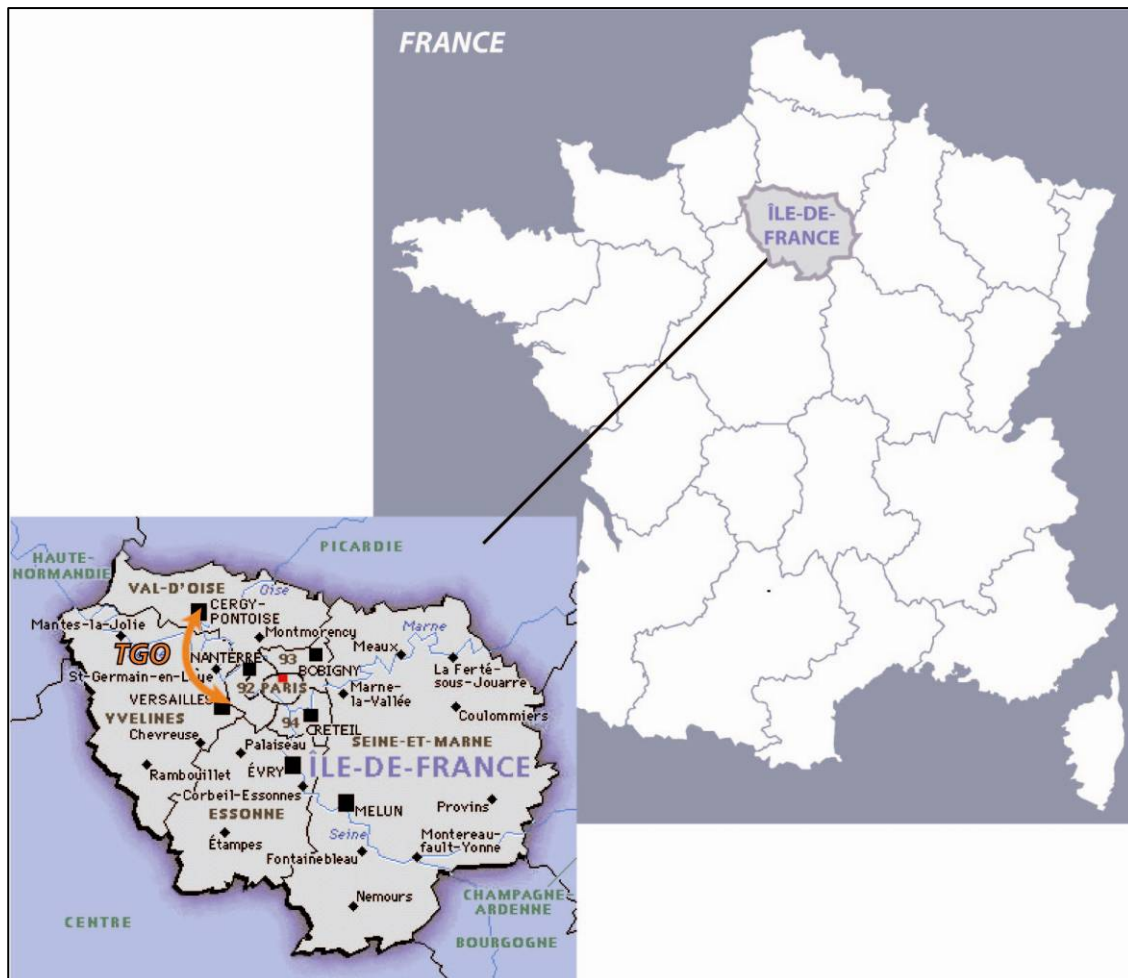 FRANCE
ÎLE-DE-
FRANCE
PICARDIE
HAUTE-
NORMANDIE
VAL-D'OISE
Oise
CERGY-
PONTOISE
Mantes-la-Jolie
Montmorency
Marne
Meaux
TGO
NANTERRE
93
BOBIGNY
La Ferté-
sous-Jouarre
St-Germain-en-Laye
92
PARIS
Marne-
la-Vallée
VERSAILLES
Coulommiers
YVELINES
94
CRETEIL
Chevreuse
Palaiseau
SEINE-ET-MARNE
ÉVRY
ÎLE-DE-FRANCE
Rambouillet
Corbeil-Essonnes
MELUN
Provins
ESSONNE
Seine
Étampes
Montereau-
fault-Yonne
Fontainebleau
Nemours
CHAMPAGNE-
ARDENNE
CENTRE
BOURGOGNE